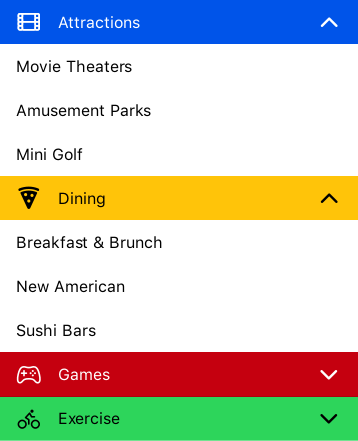 Attractions
Movie Theaters
Amusement Parks
Mini Golf
Dining
Breakfast & Brunch
New American
Sushi Bars
Games
Exercise